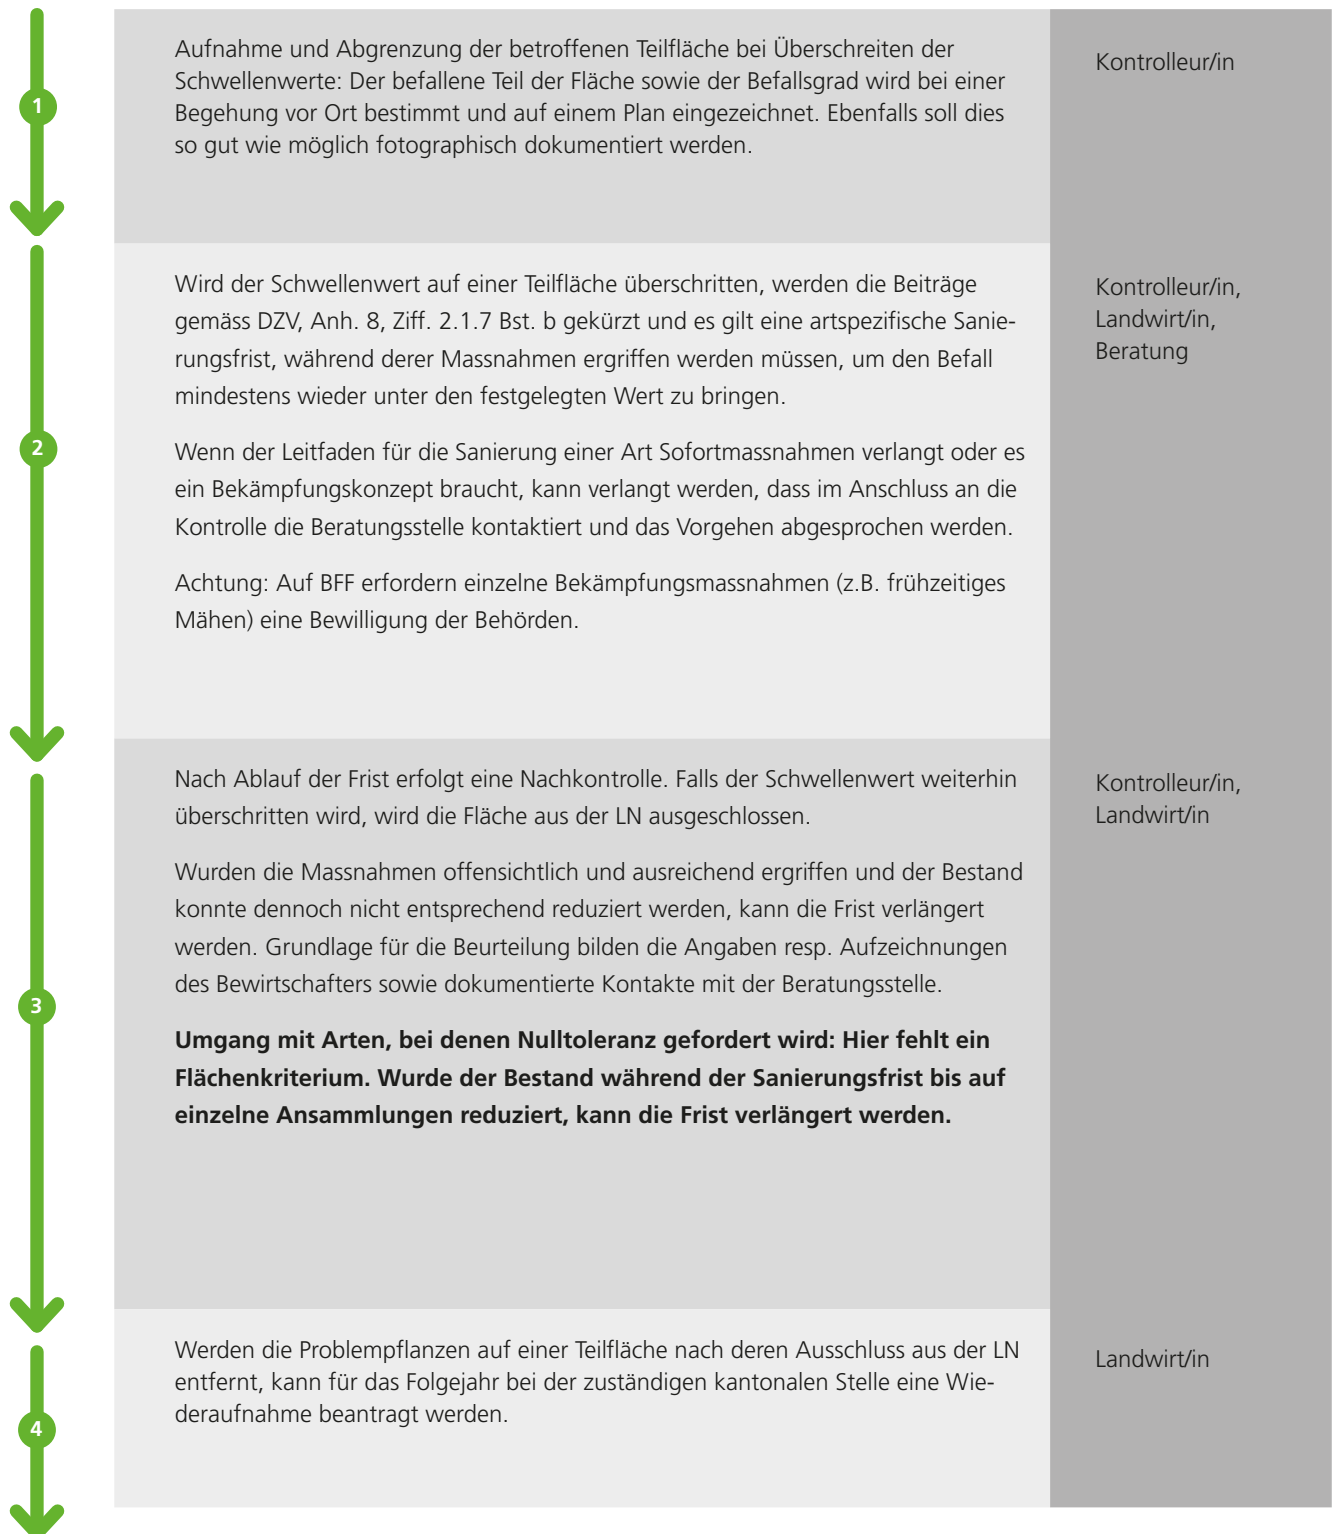 1
Aufnahme und Abgrenzung der betroffenen Teilfläche bei Überschreiten der
Schwellenwerte: Der befallene Teil der Fläche sowie der Befallsgrad wird bei einer
Begehung vor Ort bestimmt und auf einem Plan eingezeichnet. Ebenfalls soll dies
so gut wie möglich fotographisch dokumentiert werden.
Kontrolleur/in
2
Wird der Schwellenwert auf einer Teilfläche überschritten, werden die Beiträge
gemäss DZV, Anh. 8, Ziff. 2.1.7 Bst. b gekürzt und es gilt eine artspezifische Sanie-
rungsfrist, während derer Massnahmen ergriffen werden müssen, um den Befall
mindestens wieder unter den festgelegten Wert zu bringen.
Wenn der Leitfaden für die Sanierung einer Art Sofortmassnahmen verlangt oder es
ein Bekämpfungskonzept braucht, kann verlangt werden, dass im Anschluss an die
Kontrolle die Beratungsstelle kontaktiert und das Vorgehen abgesprochen werden.
Achtung: Auf BFF erfordern einzelne Bekämpfungsmassnahmen (z.B. frühzeitiges
Mähen) eine Bewilligung der Behörden.
Kontrolleur/in,
Landwirt/in,
Beratung
3
Nach Ablauf der Frist erfolgt eine Nachkontrolle. Falls der Schwellenwert weiterhin
überschritten wird, wird die Fläche aus der LN ausgeschlossen.
Wurden die Massnahmen offensichtlich und ausreichend ergriffen und der Bestand
konnte dennoch nicht entsprechend reduziert werden, kann die Frist verlängert
werden. Grundlage für die Beurteilung bilden die Angaben resp. Aufzeichnungen
des Bewirtschafters sowie dokumentierte Kontakte mit der Beratungsstelle.
Umgang mit Arten, bei denen Nulltoleranz gefordert wird: Hier fehlt ein
Flächenkriterium. Wurde der Bestand während der Sanierungsfrist bis auf
einzelne Ansammlungen reduziert, kann die Frist verlängert werden.
Kontrolleur/in,
Landwirt/in
4
Werden die Problempflanzen auf einer Teilfläche nach deren Ausschluss aus der LN
entfernt, kann für das Folgejahr bei der zuständigen kantonalen Stelle eine Wie-
deraufnahme beantragt werden.
Landwirt/in